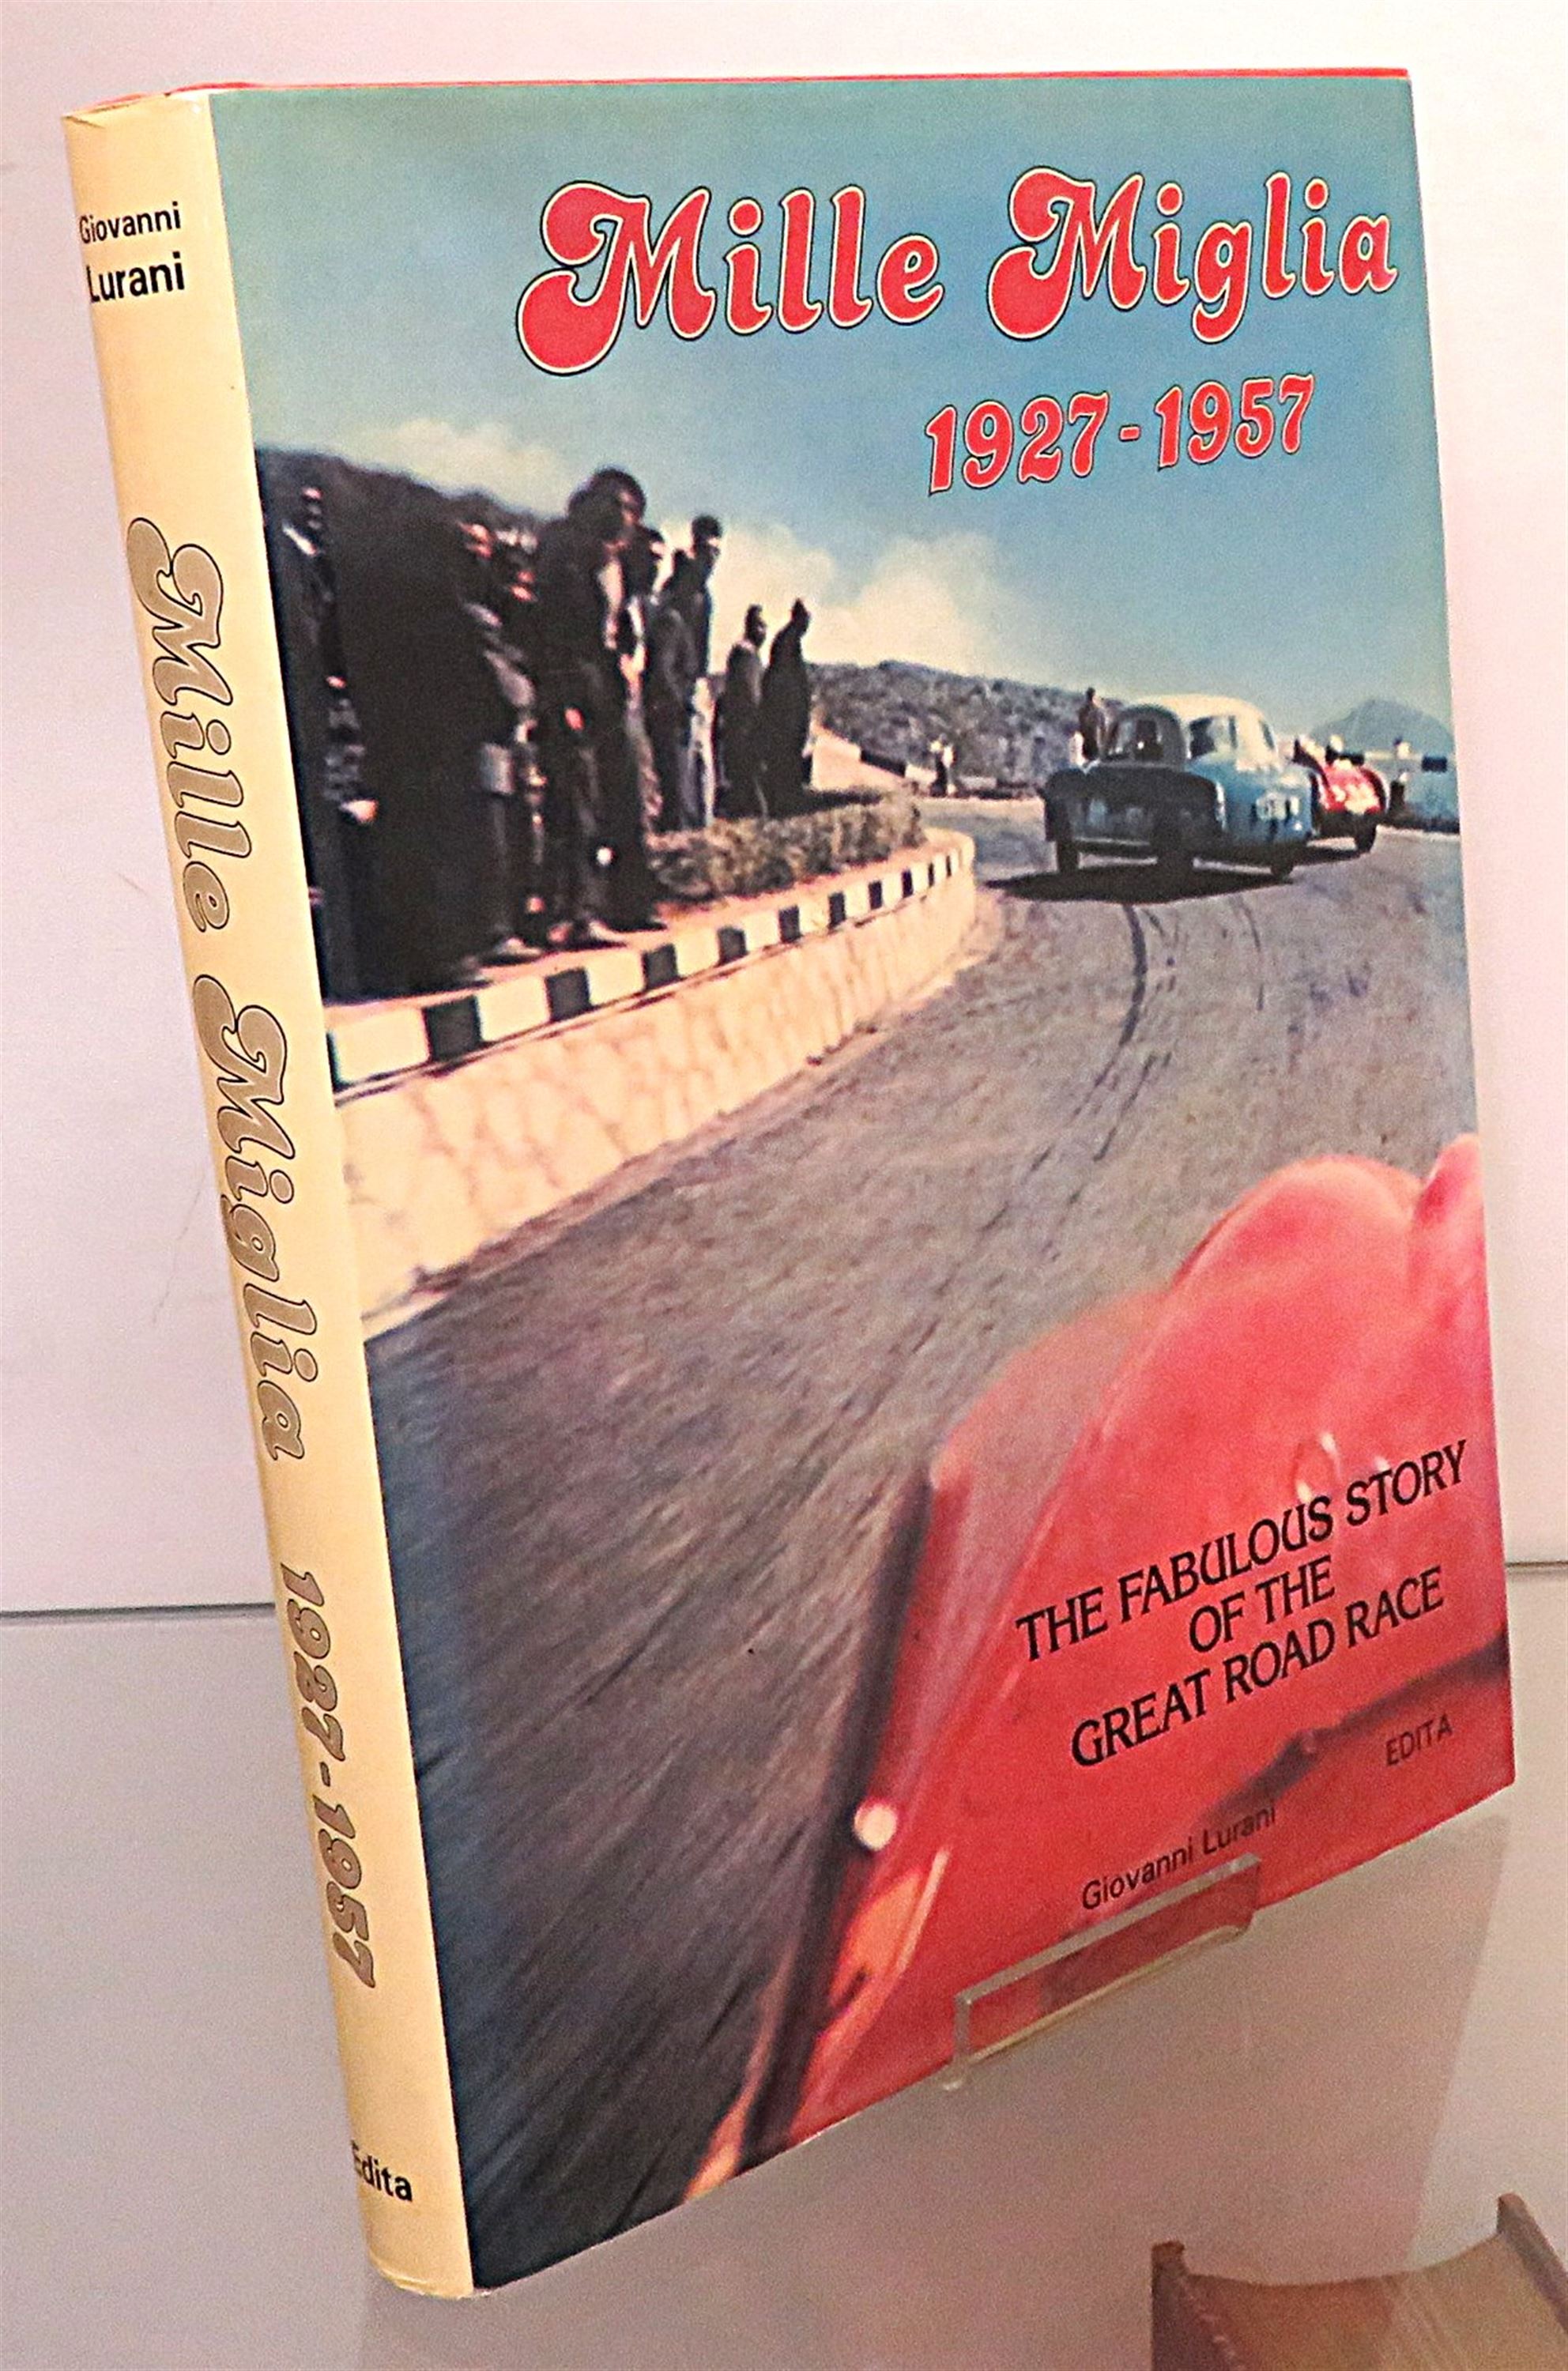 Giovanni
Lurani
Mille Miglia 1927-1957
Edita
Mille Miglia
1927-1957
THE FABULOUS STORY
OF THE
GREAT ROAD RACE
EDITA
Giovanni Lurani